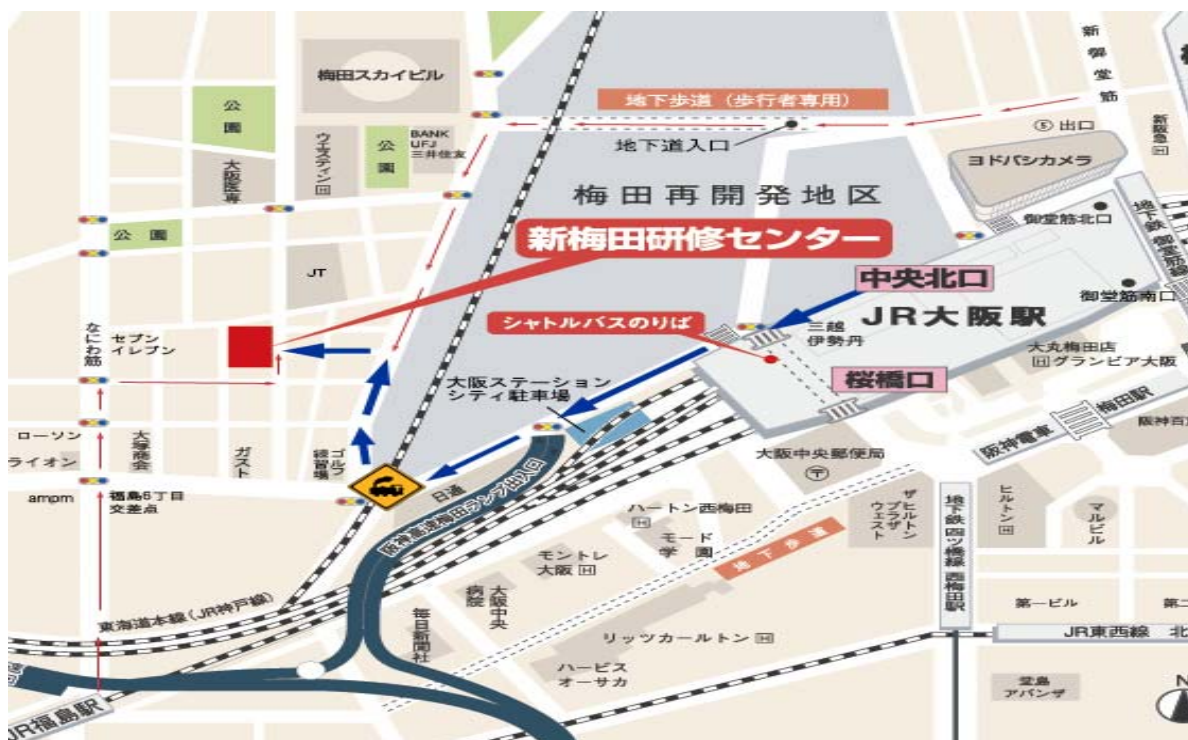 新御堂筋
梅田スカイビル
地下歩道（歩行者専用）
公園
ウェスティン H
公園
BANK
UFJ
三井住友
⑤ 出口
新阪急 H
地下道入口
ヨドバシカメラ
大阪医専
梅田再開発地区
御堂筋北口
地下鉄 御堂筋線
公園
新梅田研修センター
JT
中央北口
御堂筋南口
JR大阪駅
シャトルバスのりば
三越
伊勢丹
なにわ筋
セブン
イレブン
大丸梅田店
H グランビア大阪
大阪ステーション
シティ駐車場
桜橋口
梅田駅
阪神電車
阪神百
ローソン
ライオン
大塚商会
ガスト
ゴルフ
練習場
大阪中央郵便局
〒
ampm
福島6丁目
交差点
日通
阪神高速梅田ランプ出入口
ハートン西梅田
H
ザヒルトン
プラザ
ウエスト
地下鉄四ツ橋線 西梅田駅
ヒルトン H
マルビル
モード
学園
地下歩道
モントレ
大阪 H
東海道本線(JR神戸線)
大阪中央
病院
毎日新聞社
第一ビル
第二
リッツカールトン H
JR東西線 北
ハービス
オーサカ
堂島
アバンザ
N
JR福島駅